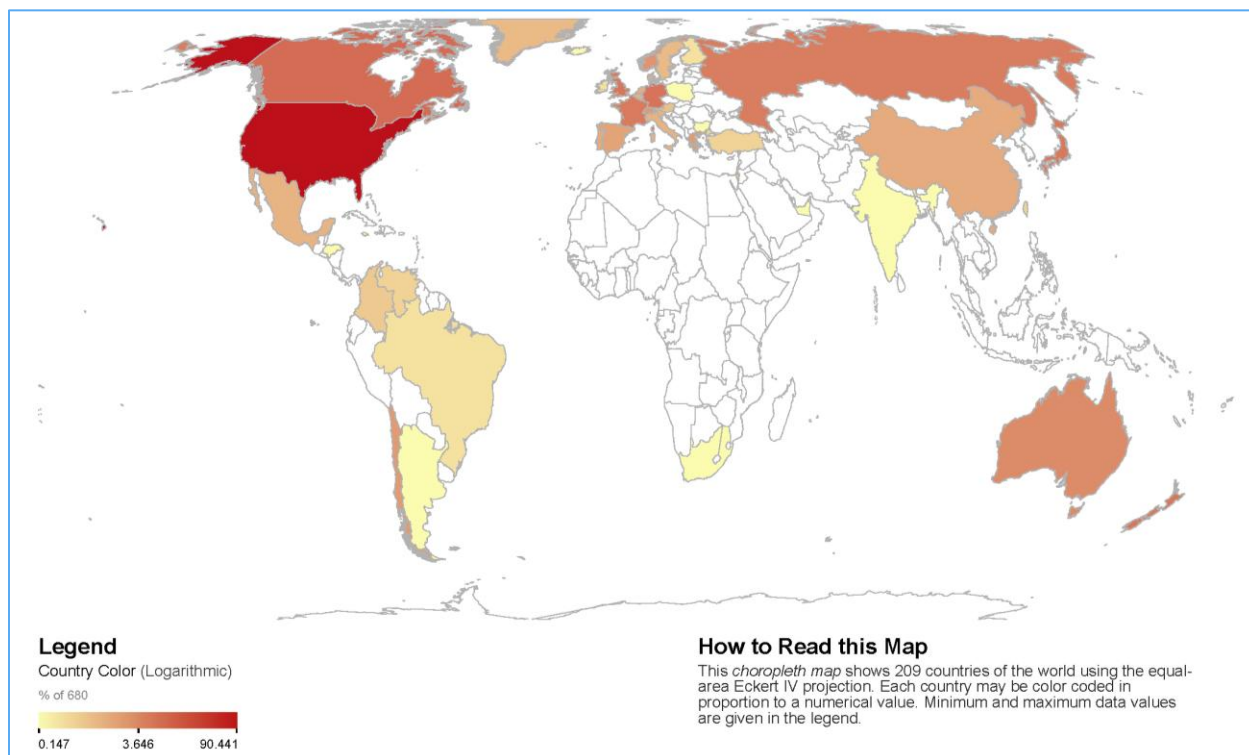 Legend
Country Color (Logarithmic)
% of 680
0.147 3.646 90.441
How to Read this Map
This choropleth map shows 209 countries of the world using the equal-
area Eckert IV projection. Each country may be color coded in
proportion to a numerical value. Minimum and maximum data values
are given in the legend.